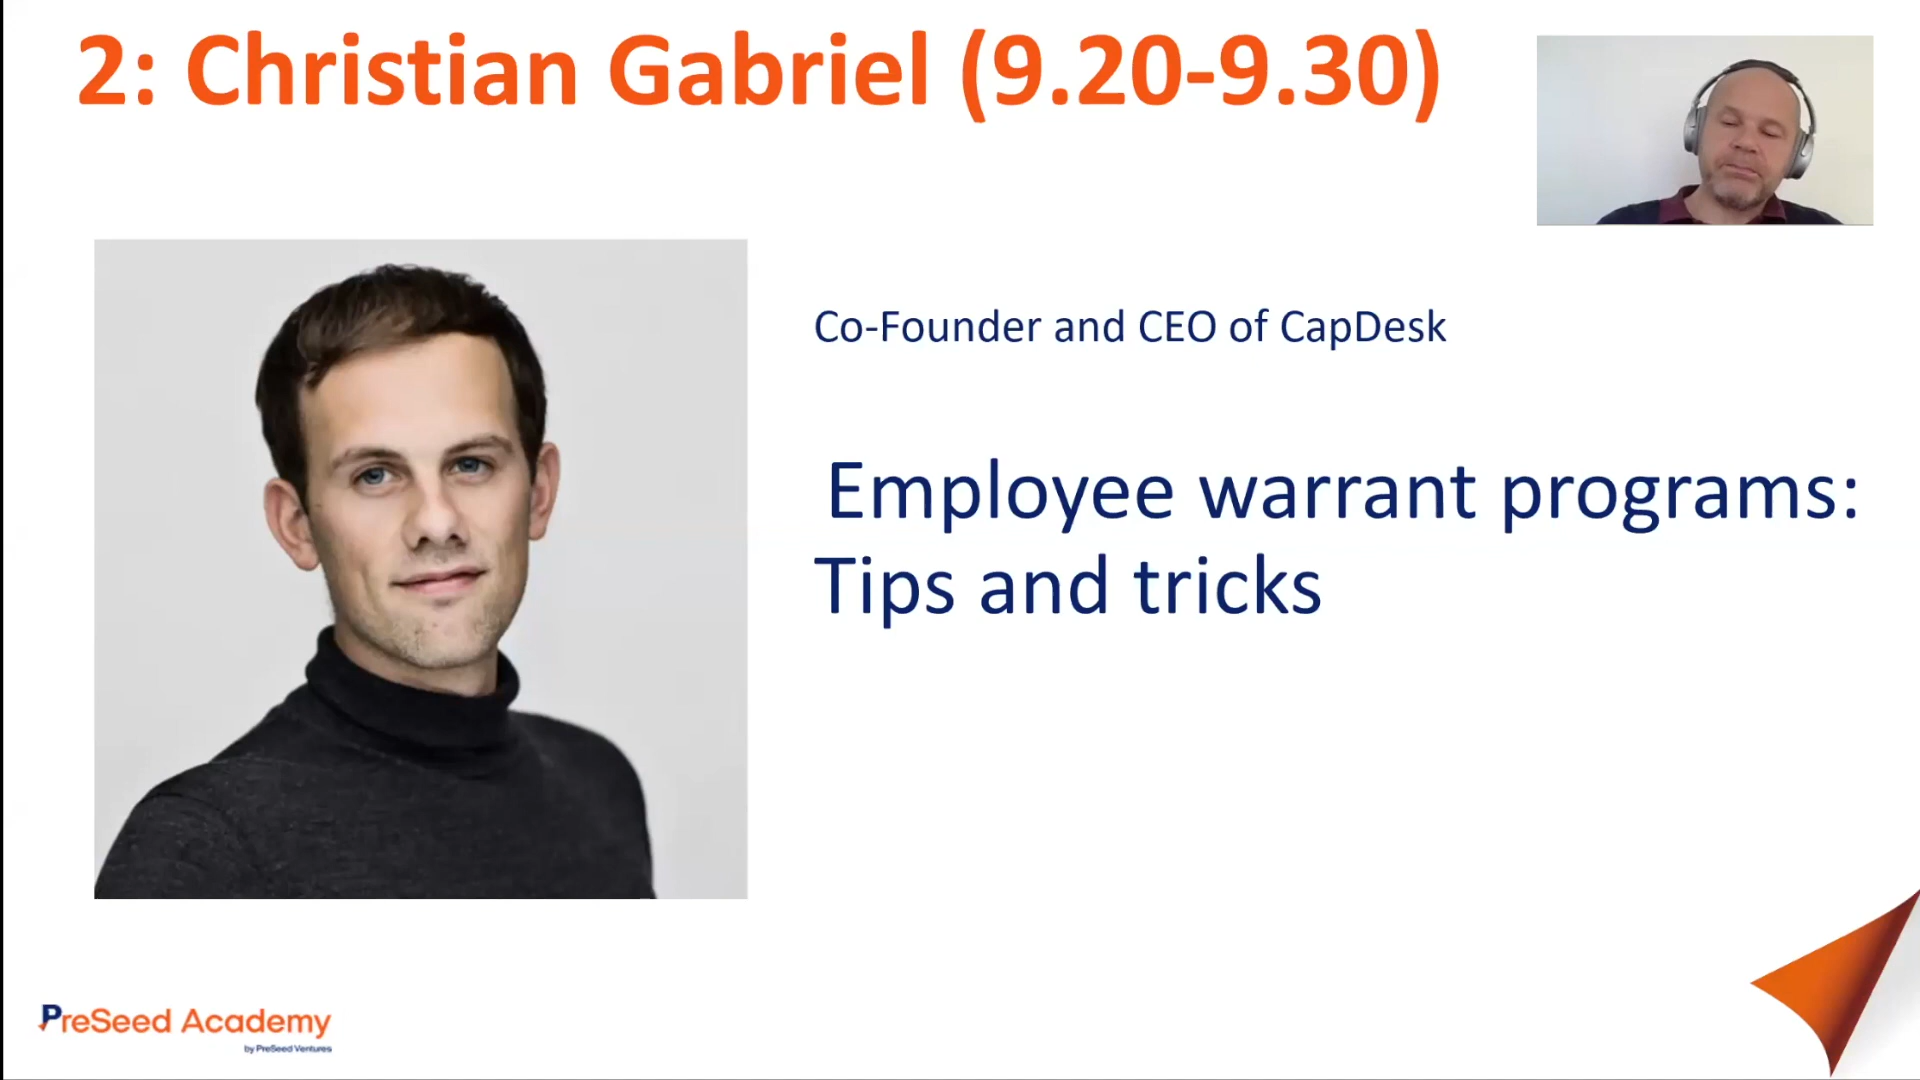 2: Christian Gabriel (9.20-9.30)
Co-Founder and CEO of CapDesk
Employee warrant programs:
Tips and tricks
PreSeed Academy
by PreSeed Ventures